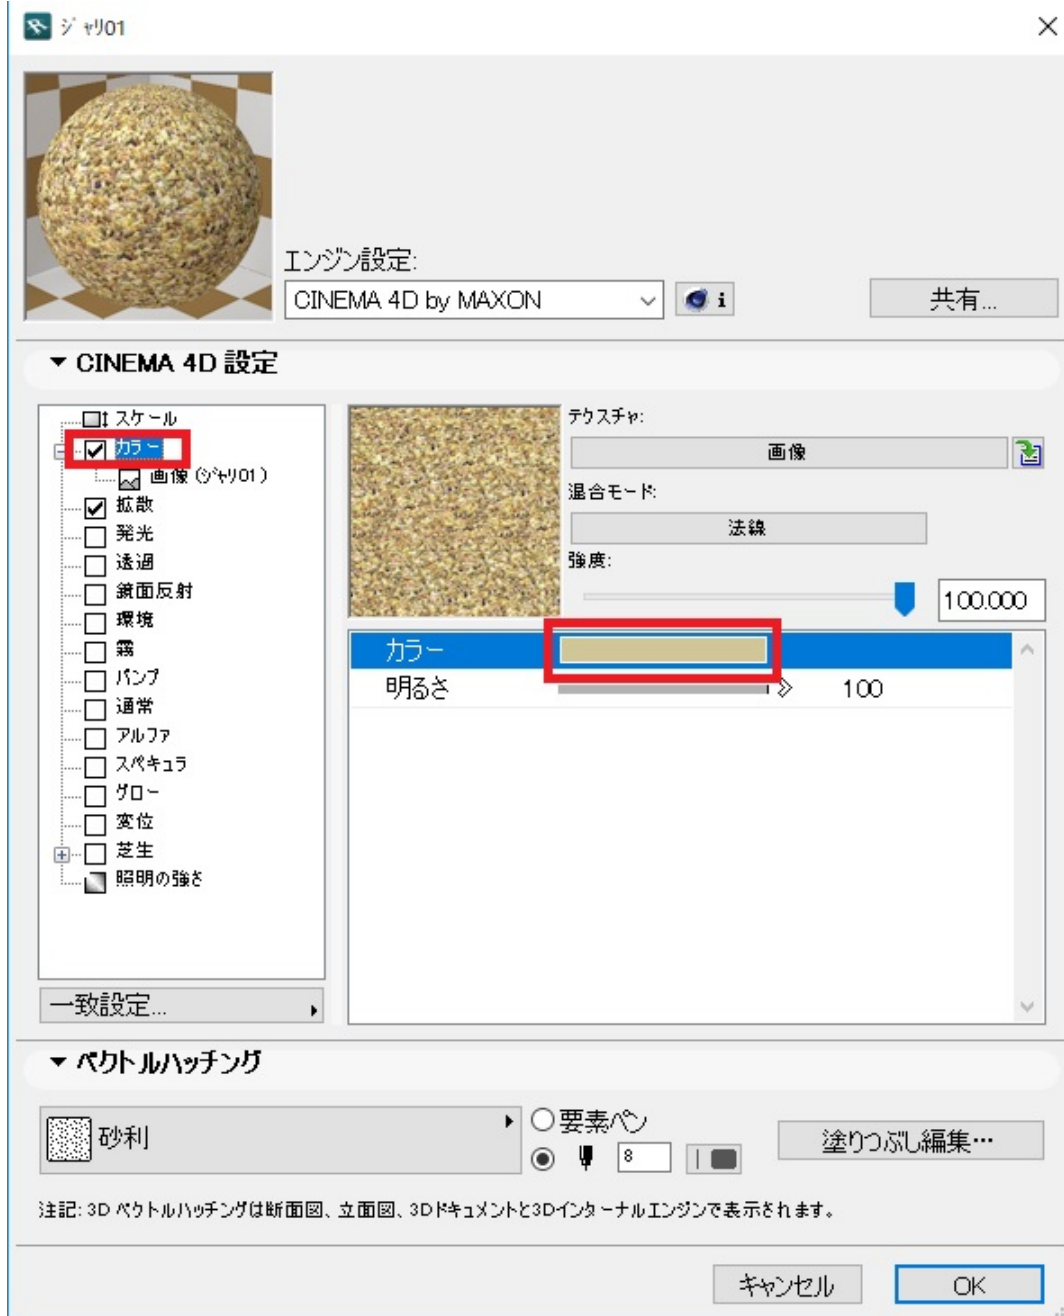 ジャリ01
エンジン設定:
CINEMA 4D by MAXON
i
共有...
CINEMA 4D 設定
スケール
カラー
画像 (ジャリ01)
拡散
発光
透過
鏡面反射
環境
霧
バンプ
通常
アルファ
スペキュラ
グロー
変位
芝生
照明の強さ
一致設定...
テクスチャ:
画像
混合モード:
法線
強度:
100.000
カラー
明るさ 100
ベクトルハッチング
砂利
要素ペン
8
塗りつぶし編集…
注記: 3D ベクトルハッチングは断面図、立面図、3Dドキュメントと3Dインターナルエンジンで表示されます。
キャンセル
OK